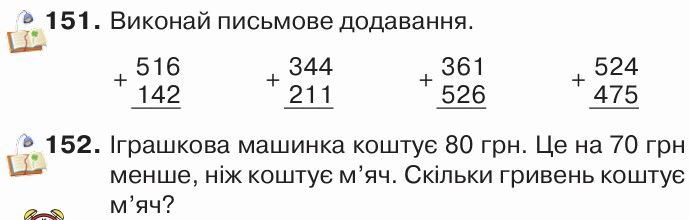 151. Виконай письмове додавання.
+ 516 + 344 + 361 + 524
142 211 526 475
152. Іграшкова машинка коштує 80 грн. Це на 70 грн
менше, ніж коштує м’яч. Скільки гривень коштує
м’яч?